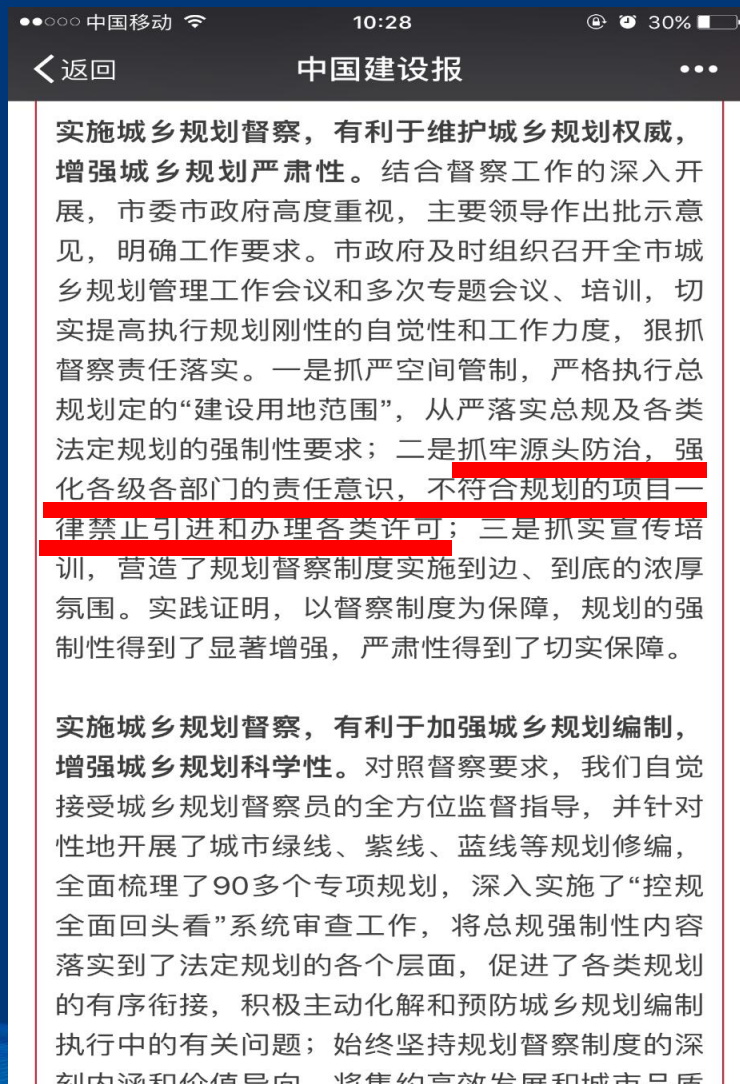 中国移动 10:28 30%
返回 中国建设报
实施城乡规划督察，有利于维护城乡规划权威，
增强城乡规划严肃性。结合督察工作的深入开
展，市委市政府高度重视，主要领导作出批示意
见，明确工作要求。市政府及时组织召开全市城
乡规划管理工作会议和多次专题会议、培训，切
实提高执行规划刚性的自觉性和工作力度，狠抓
督察责任落实。一是抓严空间管制，严格执行总
规划定的“建设用地范围”，从严落实总规及各类
法定规划的强制性要求；二是抓牢源头防治，强
化各级各部门的责任意识，不符合规划的项目一
律禁止引进和办理各类许可；三是抓实宣传培
训，营造了规划督察制度实施到边、到底的浓厚
氛围。实践证明，以督察制度为保障，规划的强
制性得到了显著增强，严肃性得到了切实保障。
实施城乡规划督察，有利于加强城乡规划编制，
增强城乡规划科学性。对照督察要求，我们自觉
接受城乡规划督察员的全方位监督指导，并针对
性地开展了城市绿线、紫线、蓝线等规划修编，
全面梳理了90多个专项规划，深入实施了“控规
全面回头看”系统审查工作，将总规强制性内容
落实到了法定规划的各个层面，促进了各类规划
的有序衔接，积极主动化解和预防城乡规划编制
执行中的有关问题；始终坚持规划督察制度的深
刻内涵和价值导向，将集约高效发展和城市品质